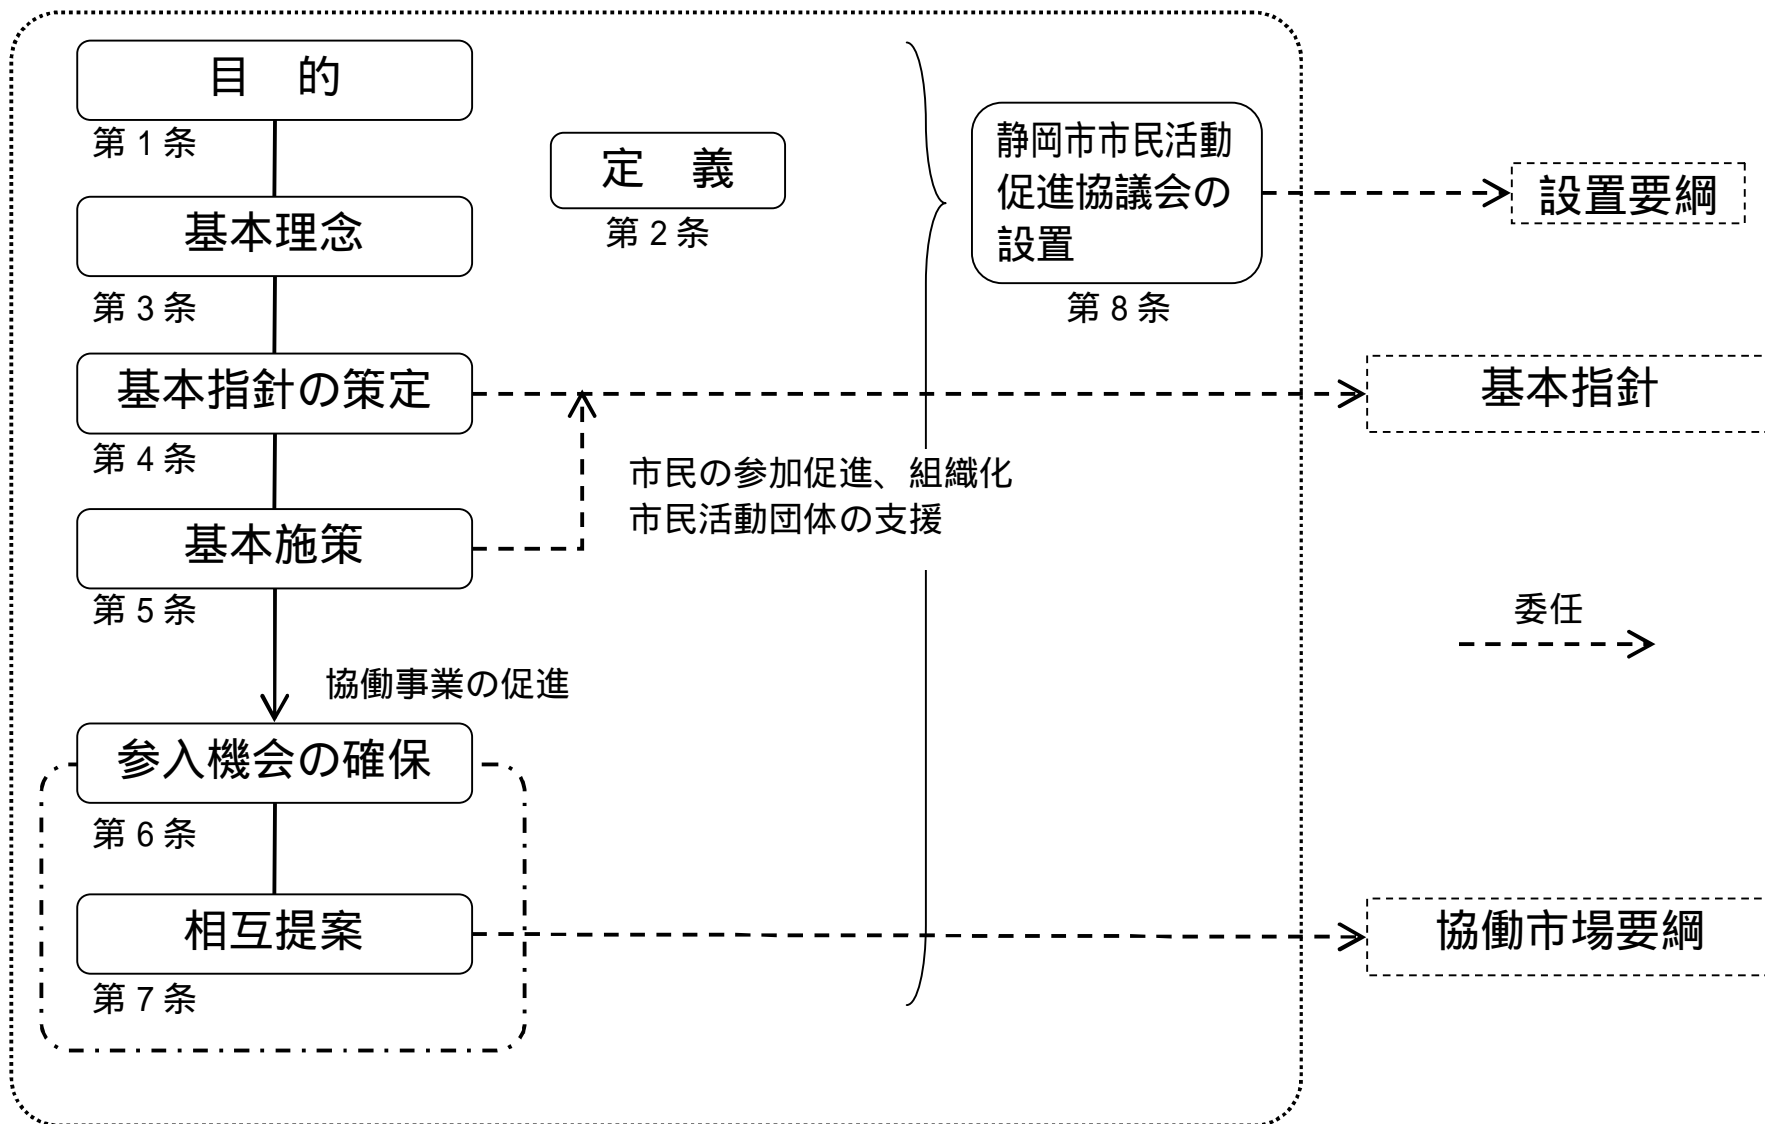 目　的
第 1 条
定　義
第 2 条
基本理念
第 3 条
静岡市市民活動
促進協議会の
設置
第 8 条
設置要綱
基本指針の策定
第 4 条
基本指針
市民の参加促進、組織化
市民活動団体の支援
基本施策
第 5 条
委任
協働事業の促進
参入機会の確保
第 6 条
相互提案
第 7 条
協働市場要綱